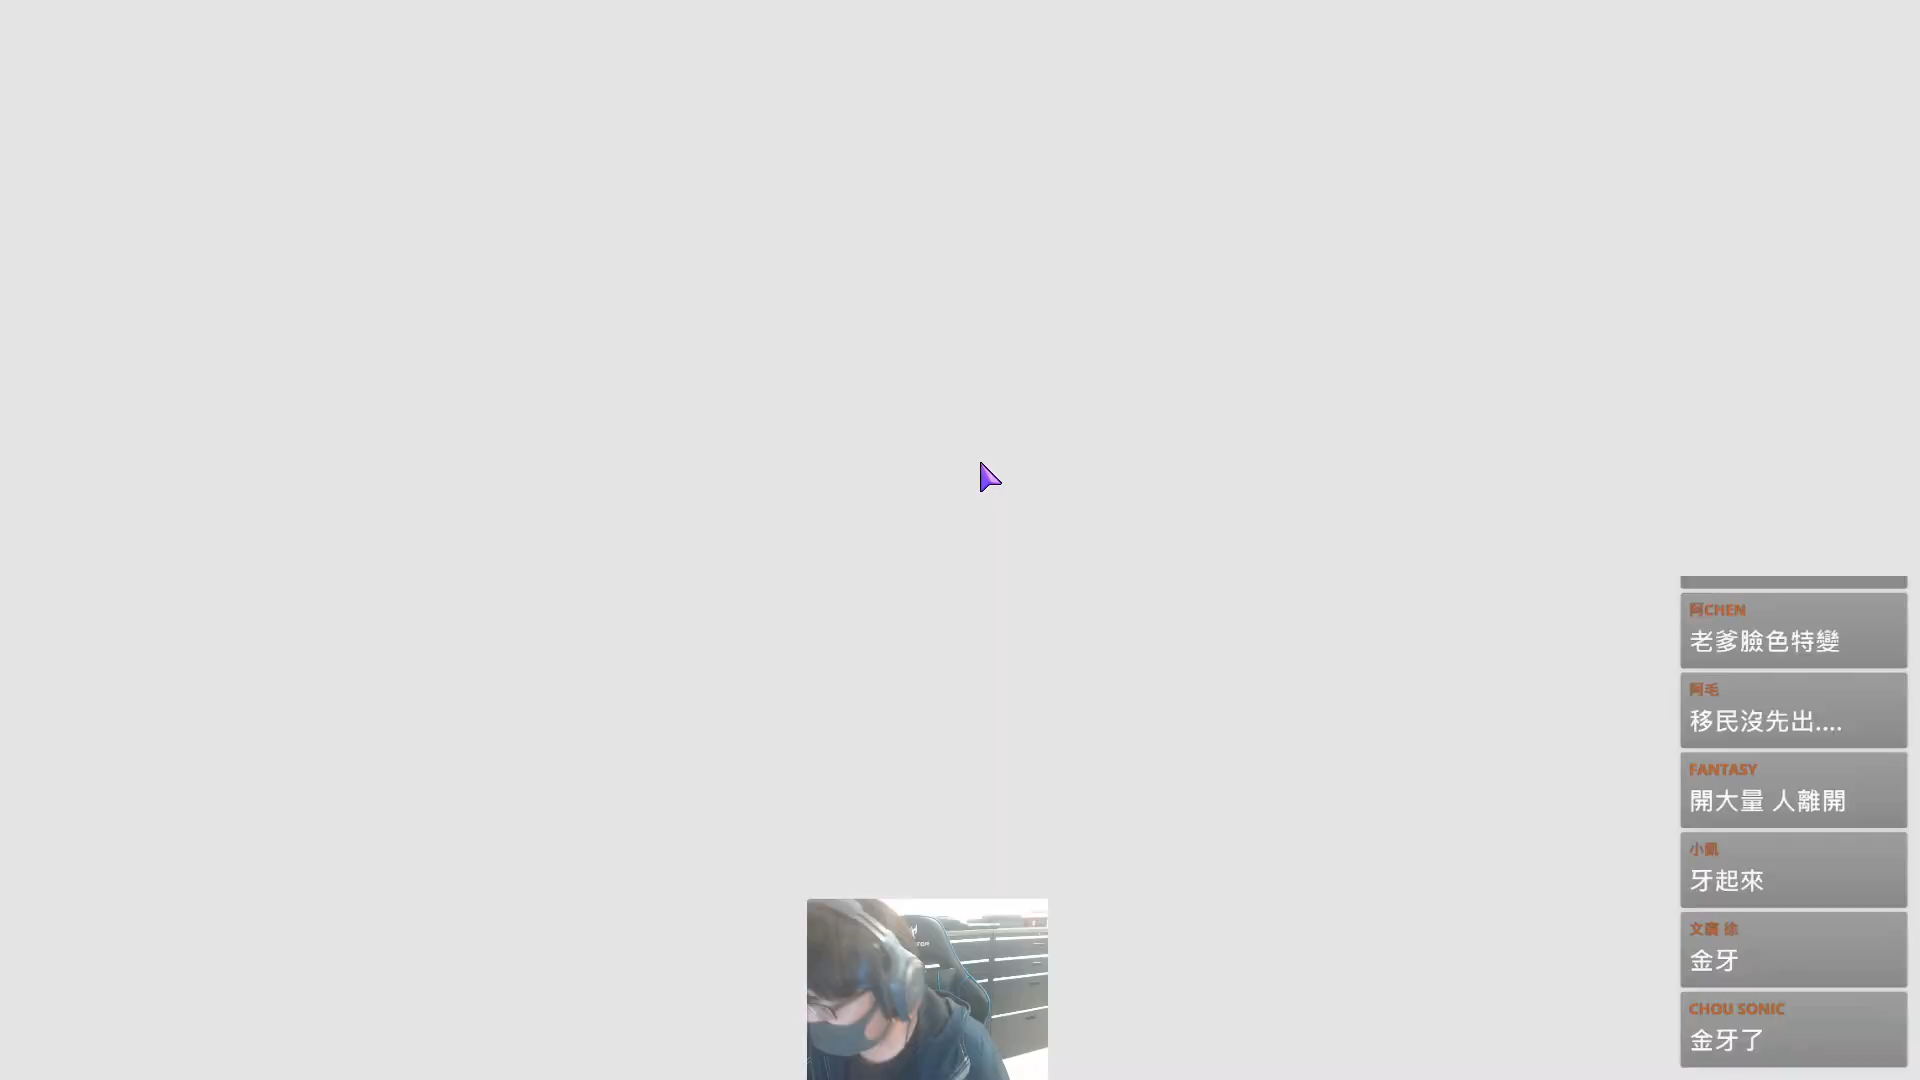 阿CHEN
老爹臉色特變
阿毛
移民沒先出....
FANTASY
開大量 人離開
小凱
牙起來
文廣 徐
金牙
CHOU SONIC
金牙了